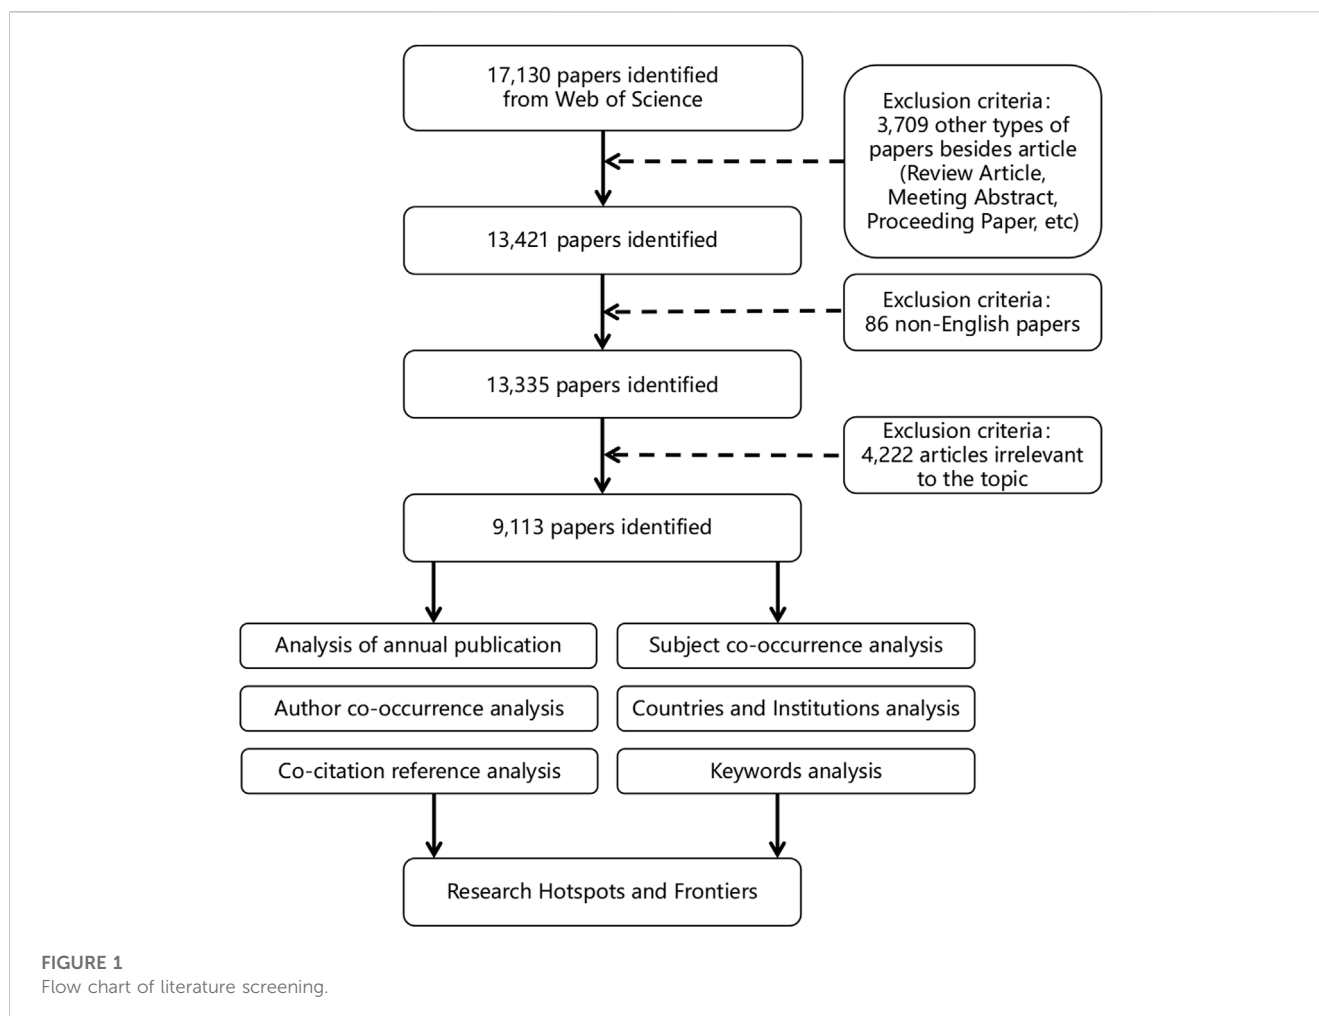 17,130 papers identified
from Web of Science
Exclusion criteria:
3,709 other types of
papers besides article
(Review Article,
Meeting Abstract,
Proceeding Paper, etc)
13,421 papers identified
Exclusion criteria:
86 non-English papers
13,335 papers identified
Exclusion criteria:
4,222 articles irrelevant
to the topic
9,113 papers identified
Analysis of annual publication
Subject co-occurrence analysis
Author co-occurrence analysis
Countries and Institutions analysis
Co-citation reference analysis
Keywords analysis
Research Hotspots and Frontiers
FIGURE 1
Flow chart of literature screening.